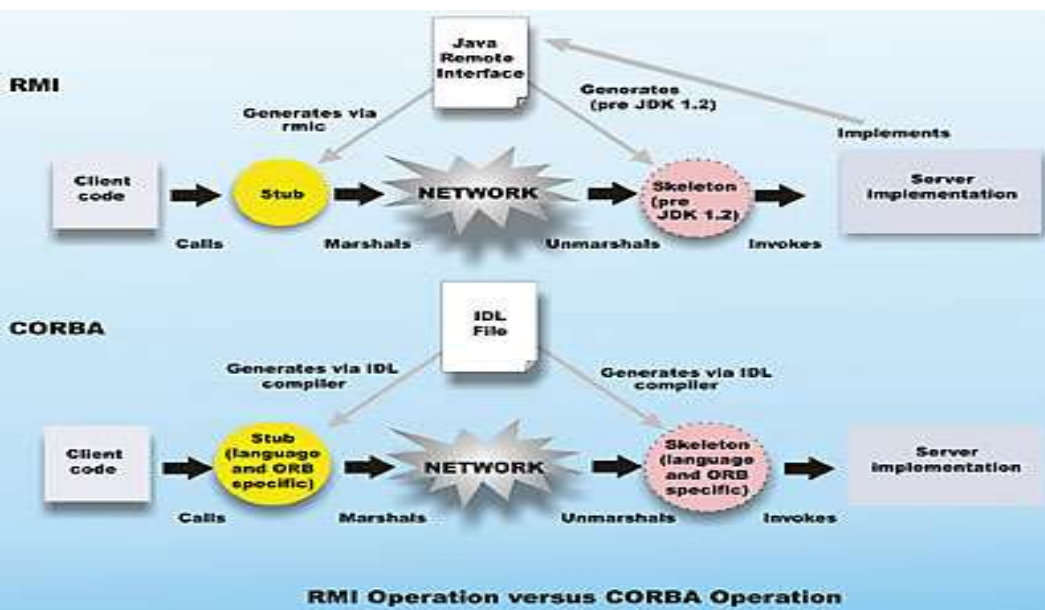 Java
Remote
Interface
RMI
Generates via
rmic
Generates
(pre JDK 1.2)
Implements
Client
code
Stub
NETWORK
Skeleton
(pre
JDK 1.2)
Server
Implementation
Calls
Marshals
Unmarshals
Invokes
IDL
File
CORBA
Generates via IDL
compiler
Generates via IDL
compiler
Client
code
Stub
(language
and ORB
specific)
NETWORK
Skeleton
(language
and ORB
specific)
Server
implementation
Calls
Marshals
Unmarshals
Invokes
RMI Operation versus CORBA Operation